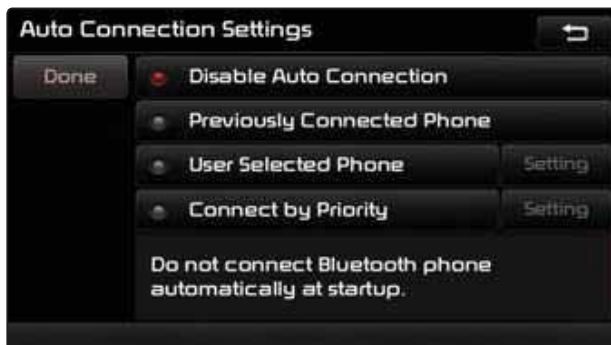 Auto Connection Settings
Done
Disable Auto Connection
Previously Connected Phone
User Selected Phone Setting
Connect by Priority Setting
Do not connect Bluetooth phone
automatically at startup.